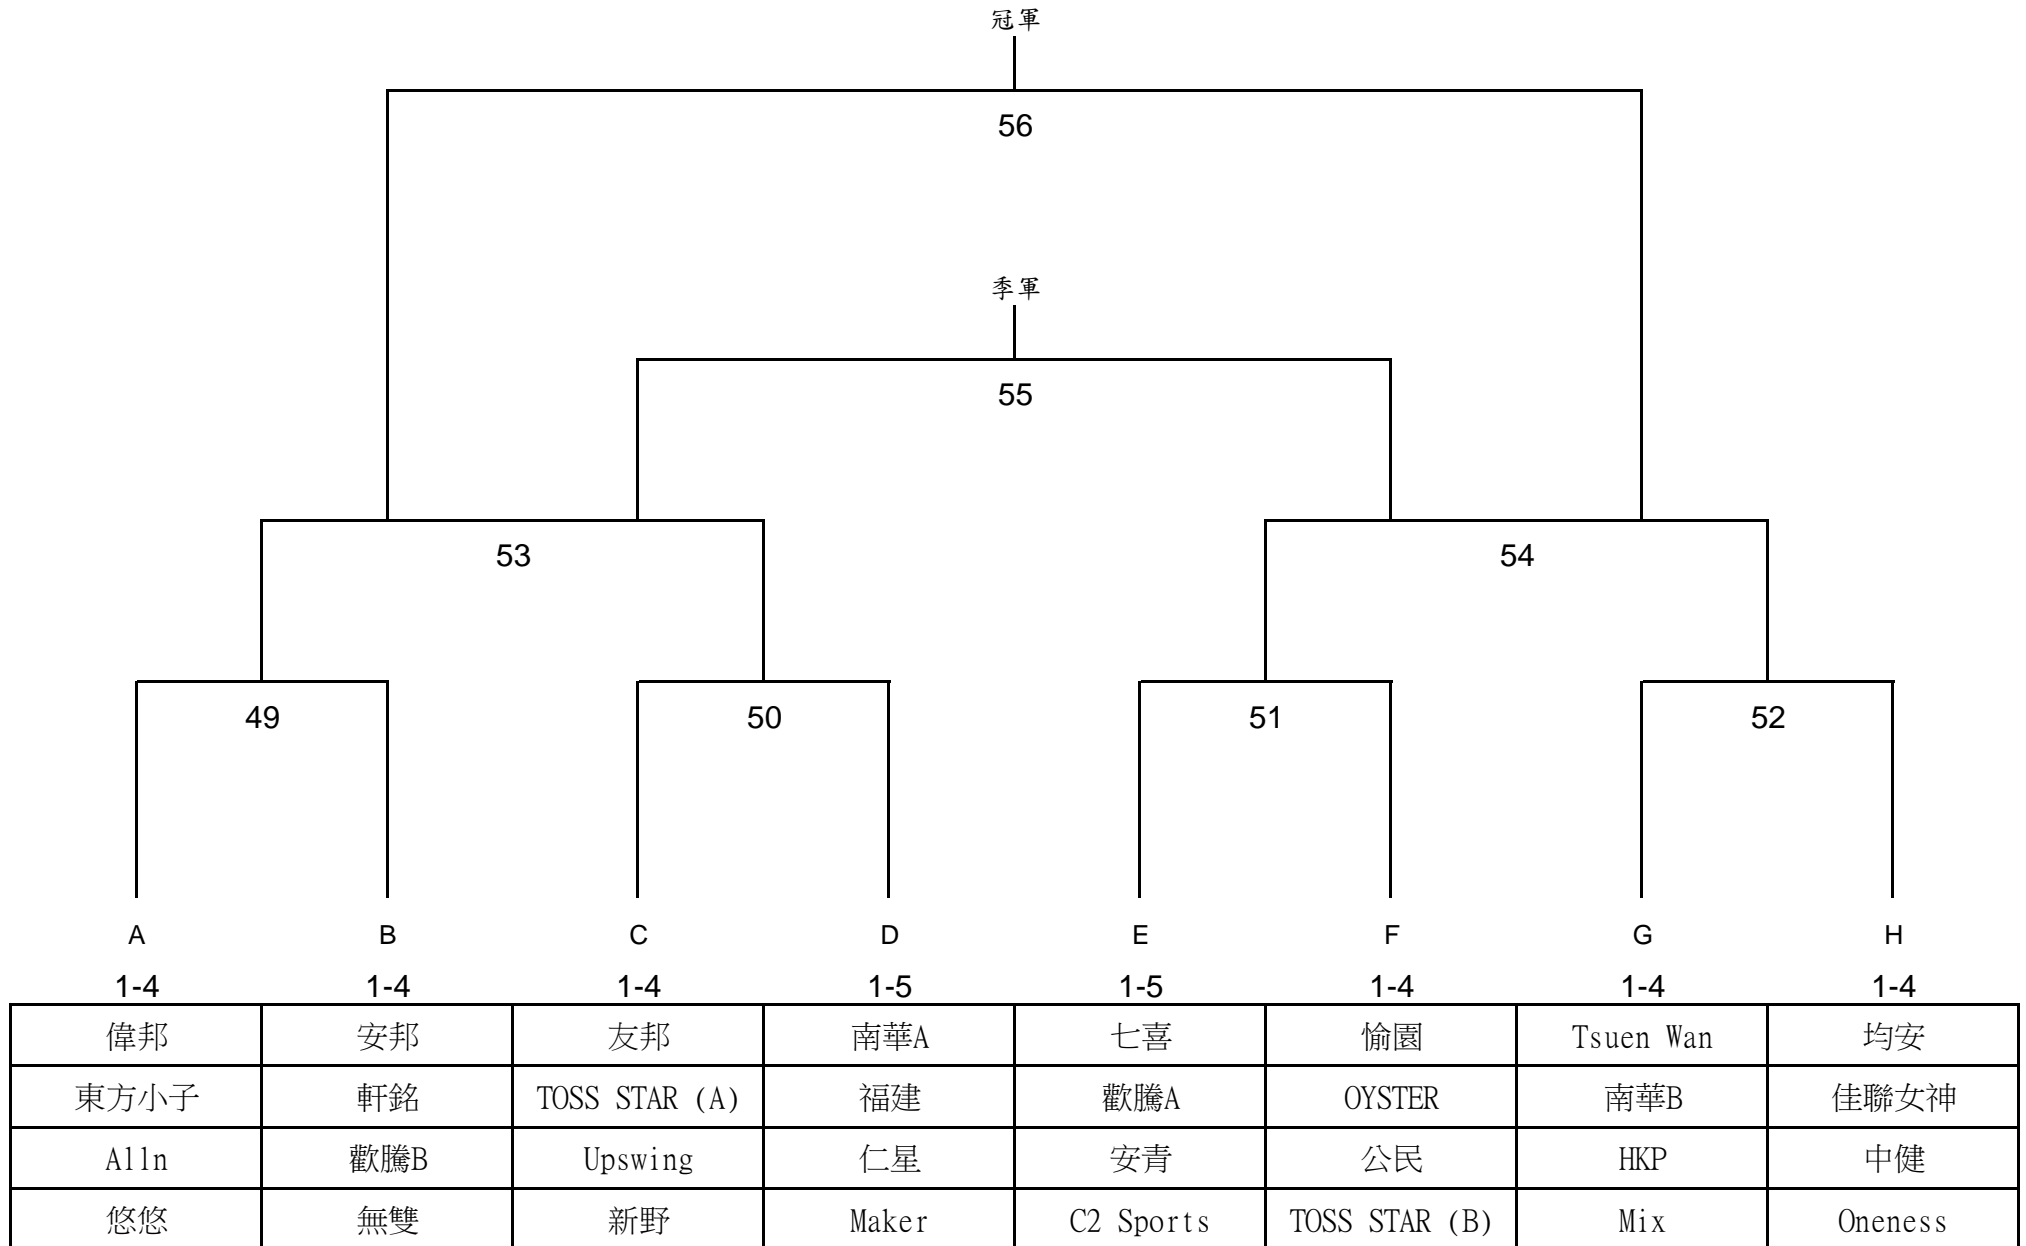 冠軍
56
季軍
55
53 54
49 50 51 52
A B C D E F G H
1-4 1-4 1-4 1-5 1-5 1-4 1-4 1-4
偉邦 安邦 友邦 南華A 七喜 愉園 Tsuen Wan 均安
東方小子 軒銘 TOSS STAR (A) 福建 歡騰A OYSTER 南華B 佳聯女神
Alln 歡騰B Upswing 仁星 安青 公民 HKP 中健
悠悠 無雙 新野 Maker C2 Sports TOSS STAR (B) Mix Oneness